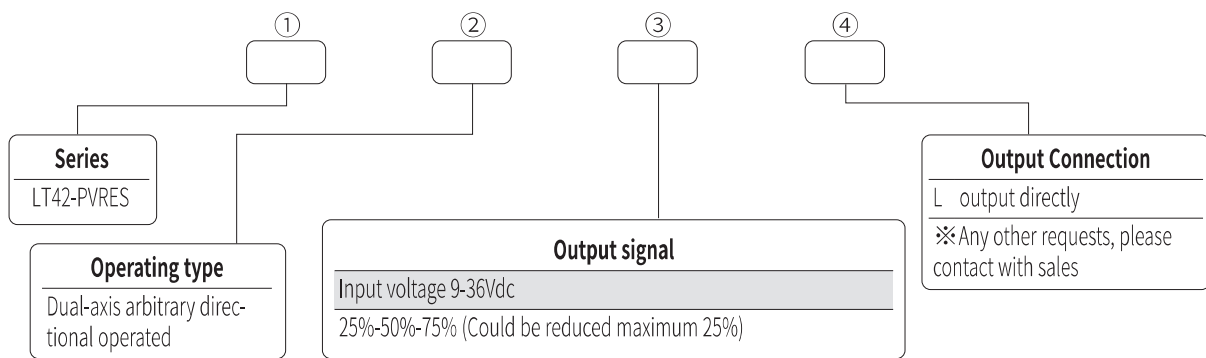 ① ② ③ ④
Series
LT42-PVRES
Operating type
Dual-axis arbitrary direc-
tional operated
Output signal
Input voltage 9-36Vdc
25%-50%-75% (Could be reduced maximum 25%)
Output Connection
L output directly
※Any other requests, please
contact with sales